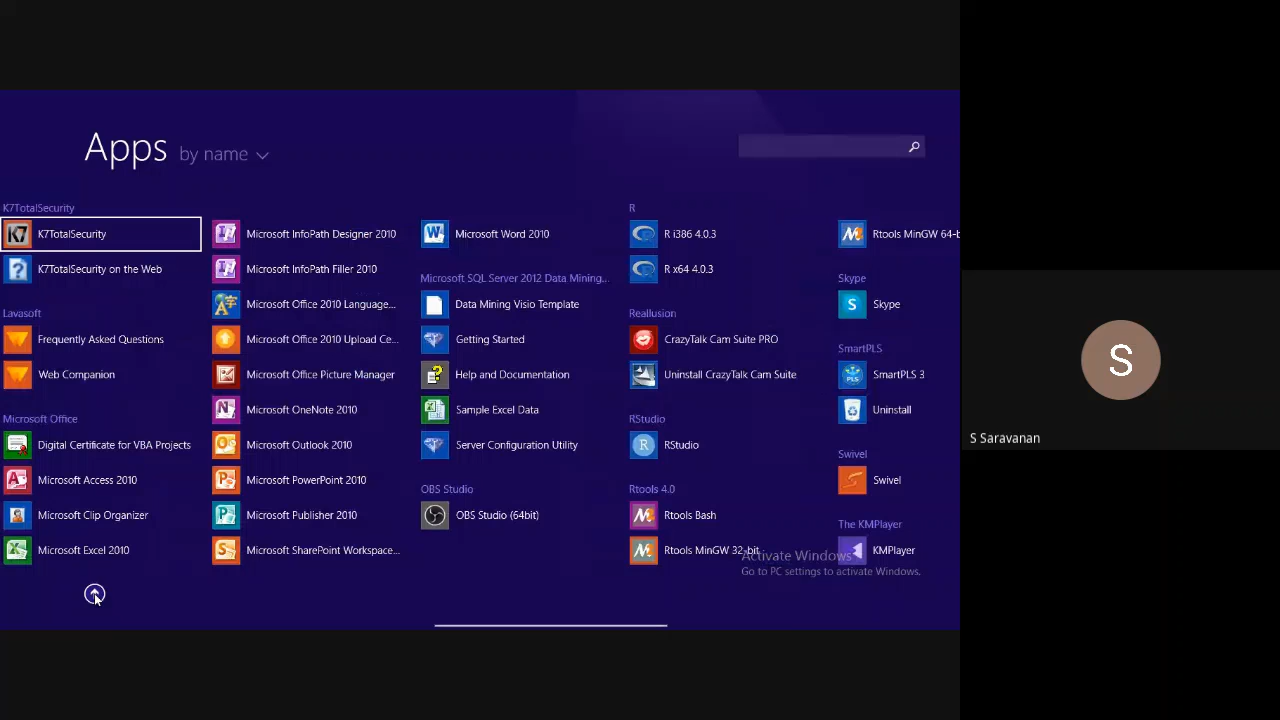 Apps by name
K7TotalSecurity
K7TotalSecurity
K7TotalSecurity on the Web
Lavasoft
Frequently Asked Questions
Web Companion
Microsoft Office
Digital Certificate for VBA Projects
Microsoft Access 2010
Microsoft Clip Organizer
Microsoft Excel 2010
Microsoft InfoPath Designer 2010
Microsoft InfoPath Filler 2010
Microsoft Office 2010 Language...
Microsoft Office 2010 Upload Ce...
Microsoft Office Picture Manager
Microsoft OneNote 2010
Microsoft Outlook 2010
Microsoft PowerPoint 2010
Microsoft Publisher 2010
Microsoft SharePoint Workspace...
Microsoft Word 2010
Microsoft SQL Server 2012 Data Mining...
Data Mining Visio Template
Getting Started
Help and Documentation
Sample Excel Data
Server Configuration Utility
OBS Studio
OBS Studio (64bit)
R
R i386 4.0.3
R x64 4.0.3
Reallusion
CrazyTalk Cam Suite PRO
Uninstall CrazyTalk Cam Suite
RStudio
RStudio
Rtools 4.0
Rtools Bash
Rtools MinGW 32-bit
Rtools MinGW 64-b
Skype
Skype
SmartPLS
SmartPLS 3
Uninstall
Swivel
Swivel
The KMPlayer
KMPlayer
Activate Windows
Go to PC settings to activate Windows.
S
S Saravanan